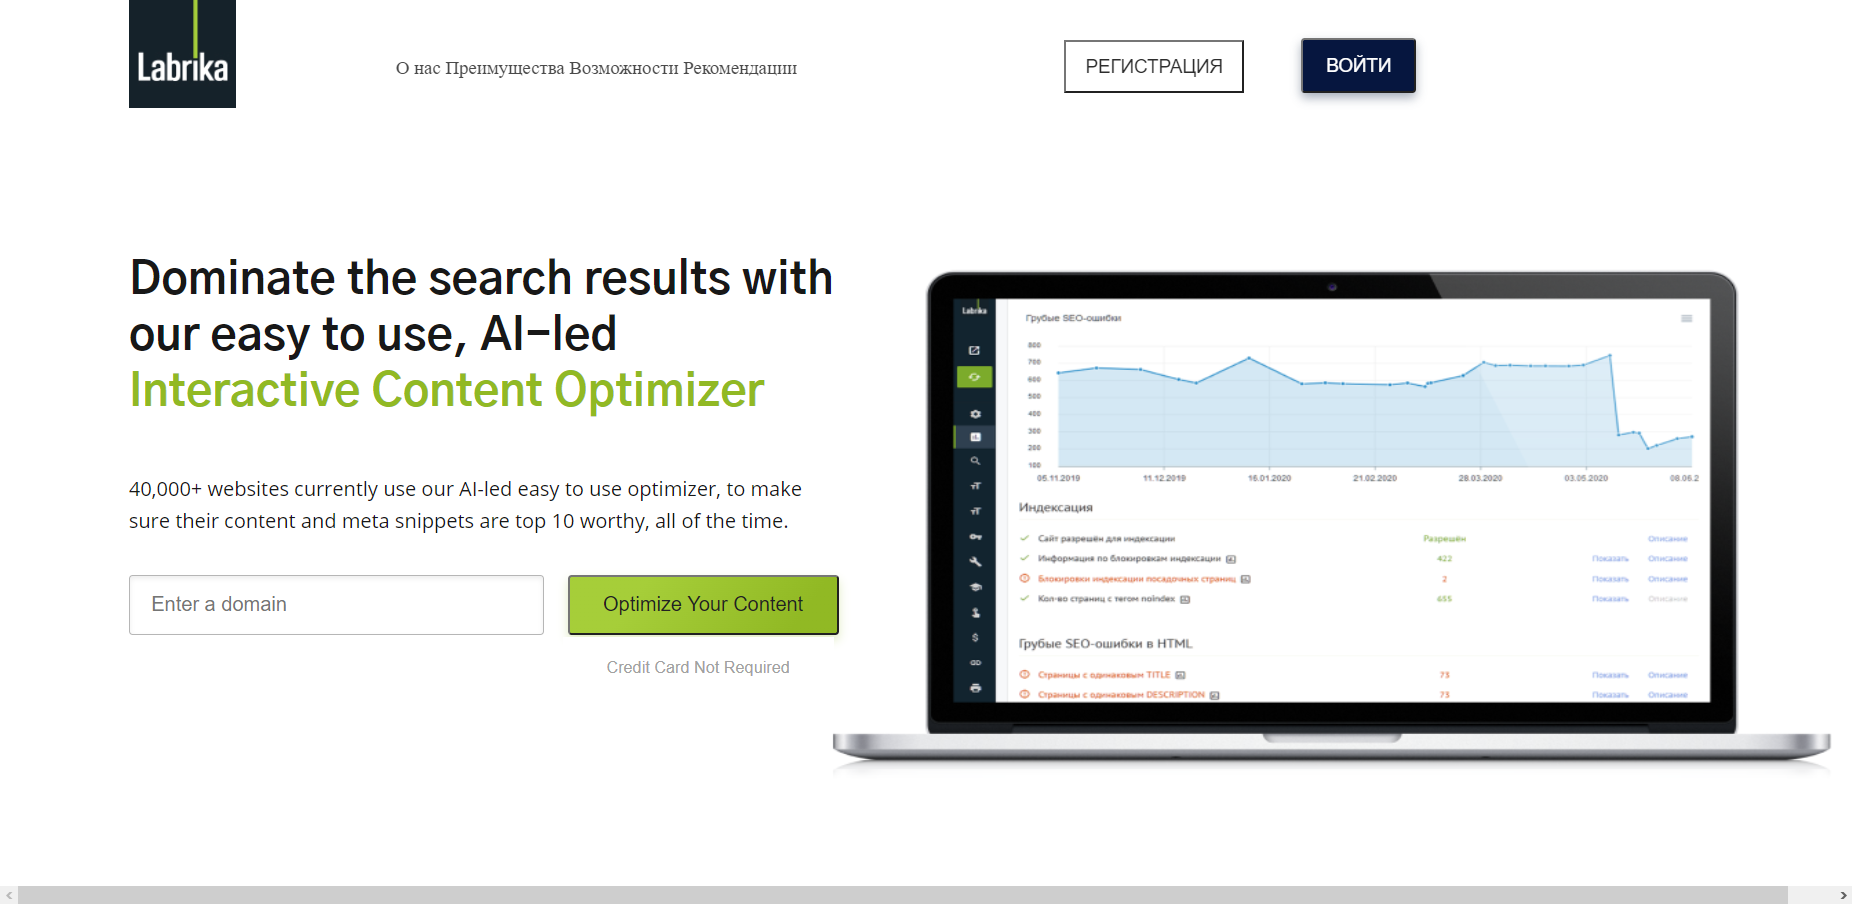 Labrika
О нас Преимущества Возможности Рекомендации
РЕГИСТРАЦИЯ
ВОЙТИ
Dominate the search results with
our easy to use, AI-led
Interactive Content Optimizer
40,000+ websites currently use our AI-led easy to use optimizer, to make
sure their content and meta snippets are top 10 worthy, all of the time.
Enter a domain
Optimize Your Content
Credit Card Not Required
Labrika
Грубые SEO-ошибки
800
700
600
500
400
300
200
100
05.11.2019 11.12.2019 16.01.2020 21.02.2020 28.03.2020 03.05.2020 08.06.2
Индексация
Сайт разрешён для индексации Разрешён Описание
Информация по блокировкам индексации 422 Показать Описание
Блокировки индексации посадочных страниц 2 Показать Описание
Кол-во страниц с тегом noindex 655 Показать Описание
Грубые SEO-ошибки в HTML
Страницы с одинаковым TITLE 73 Показать Описание
Страницы с одинаковым DESCRIPTION 73 Показать Описание